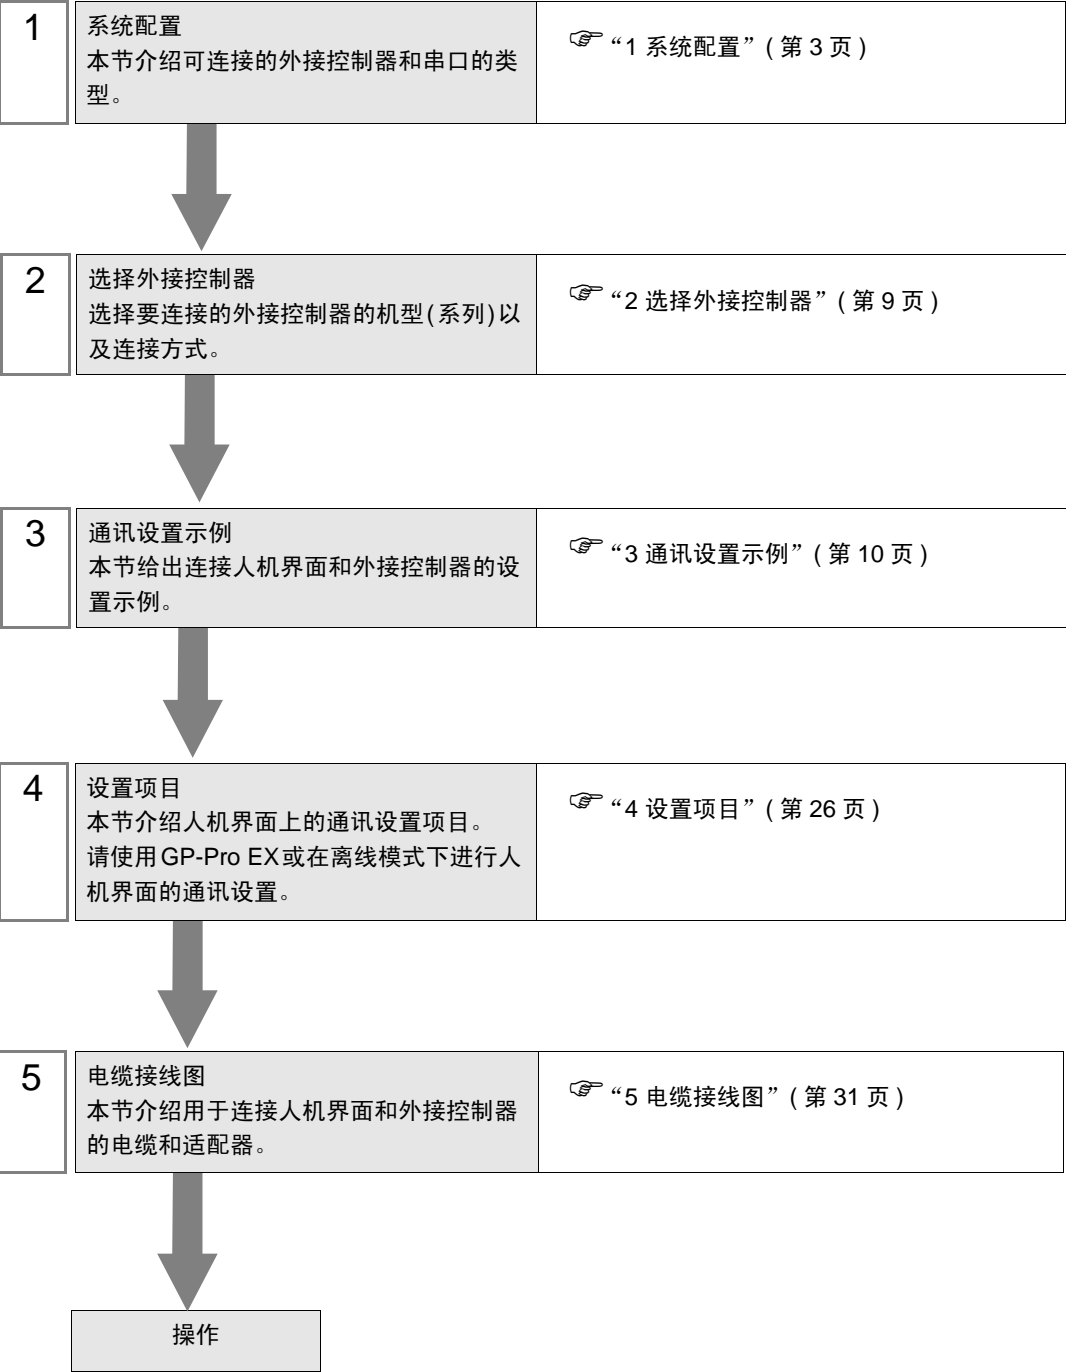 1
系统配置
本节介绍可连接的外接控制器和串口的类
型。
☞ “1 系统配置” ( 第 3 页 )
2
选择外接控制器
选择要连接的外接控制器的机型(系列)以
及连接方式。
☞ “2 选择外接控制器” ( 第 9 页 )
3
通讯设置示例
本节给出连接人机界面和外接控制器的设
置示例。
☞ “3 通讯设置示例” ( 第 10 页 )
4
设置项目
本节介绍人机界面上的通讯设置项目。
请使用GP-Pro EX或在离线模式下进行人
机界面的通讯设置。
☞ “4 设置项目” ( 第 26 页 )
5
电缆接线图
本节介绍用于连接人机界面和外接控制器
的电缆和适配器。
☞ “5 电缆接线图” ( 第 31 页 )
操作